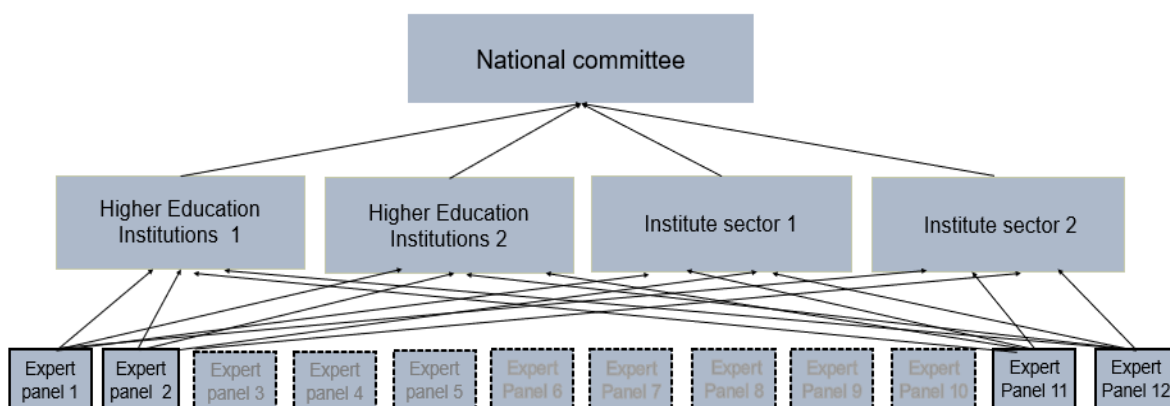 National committee
Higher Education
Institutions 1
Higher Education
Institutions 2
Institute sector 1
Institute sector 2
Expert
panel 1
Expert
panel 2
Expert
panel 3
Expert
panel 4
Expert
panel 5
Expert
Panel 6
Expert
Panel 7
Expert
Panel 8
Expert
Panel 9
Expert
Panel 10
Expert
Panel 11
Expert
Panel 12